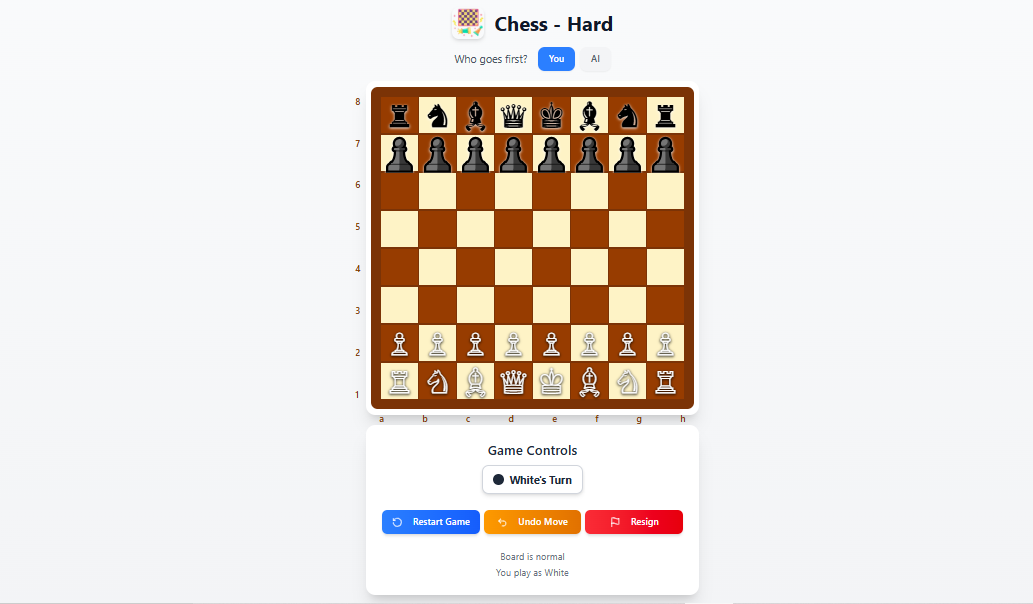 Chess - Hard
Who goes first? You AI
8
7
6
5
4
3
2
1
a b c d e f g h
Game Controls
White's Turn
Restart Game Undo Move Resign
Board is normal
You play as White